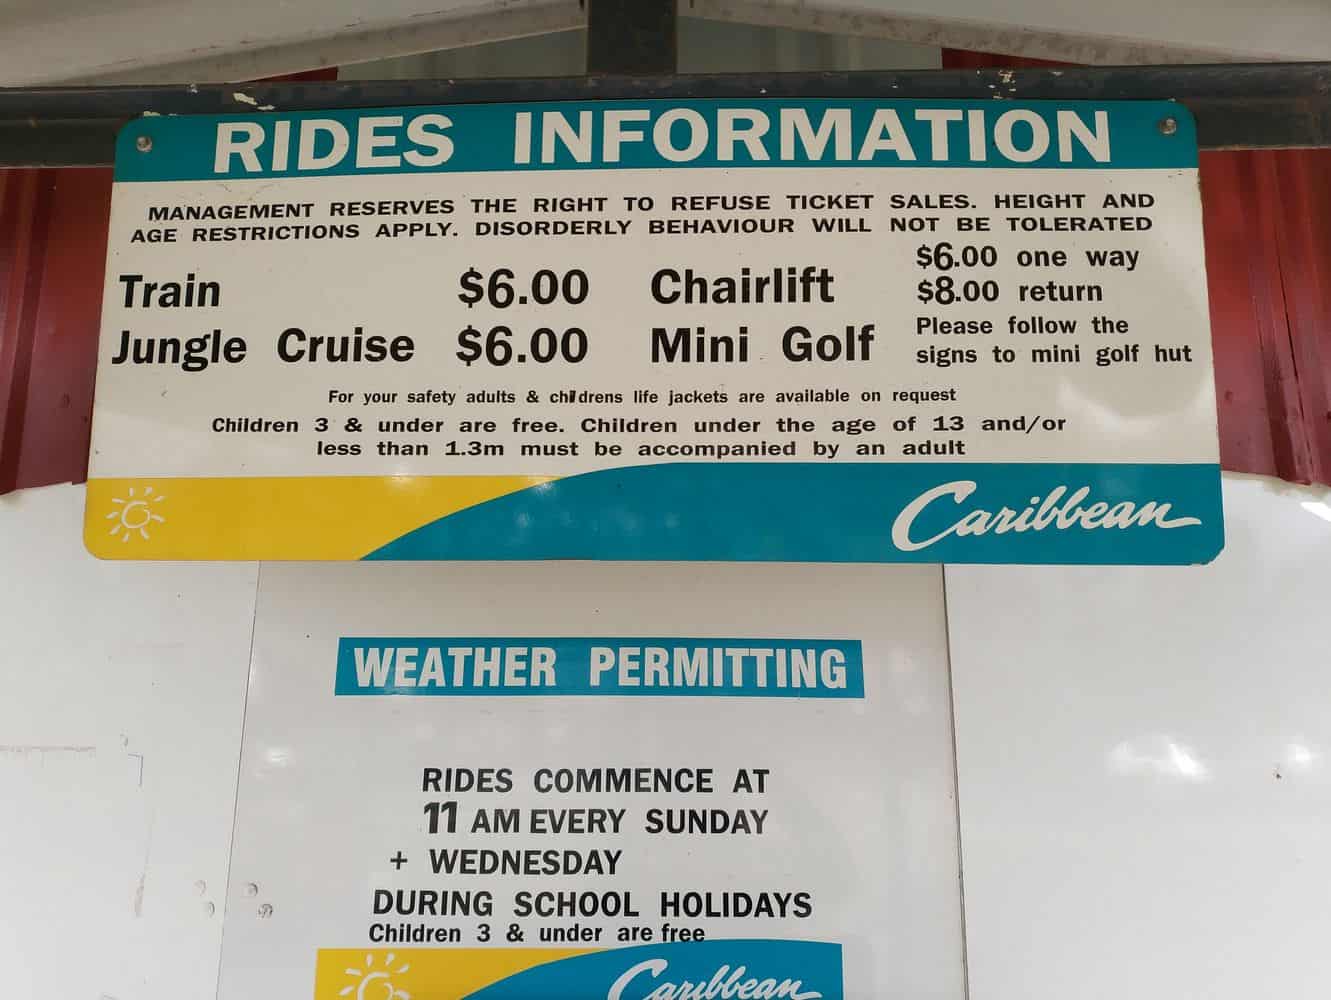 RIDES INFORMATION
MANAGEMENT RESERVES THE RIGHT TO REFUSE TICKET SALES. HEIGHT AND
AGE RESTRICTIONS APPLY. DISORDERLY BEHAVIOUR WILL NOT BE TOLERATED
Train $6.00
Jungle Cruise $6.00
Chairlift $6.00 one way
$8.00 return
Mini Golf Please follow the
signs to mini golf hut
For your safety adults & childrens life jackets are available on request
Children 3 & under are free. Children under the age of 13 and/or
less than 1.3m must be accompanied by an adult
Caribbean
WEATHER PERMITTING
RIDES COMMENCE AT
11 AM EVERY SUNDAY
+ WEDNESDAY
DURING SCHOOL HOLIDAYS
Children 3 & under are free
Caribbean